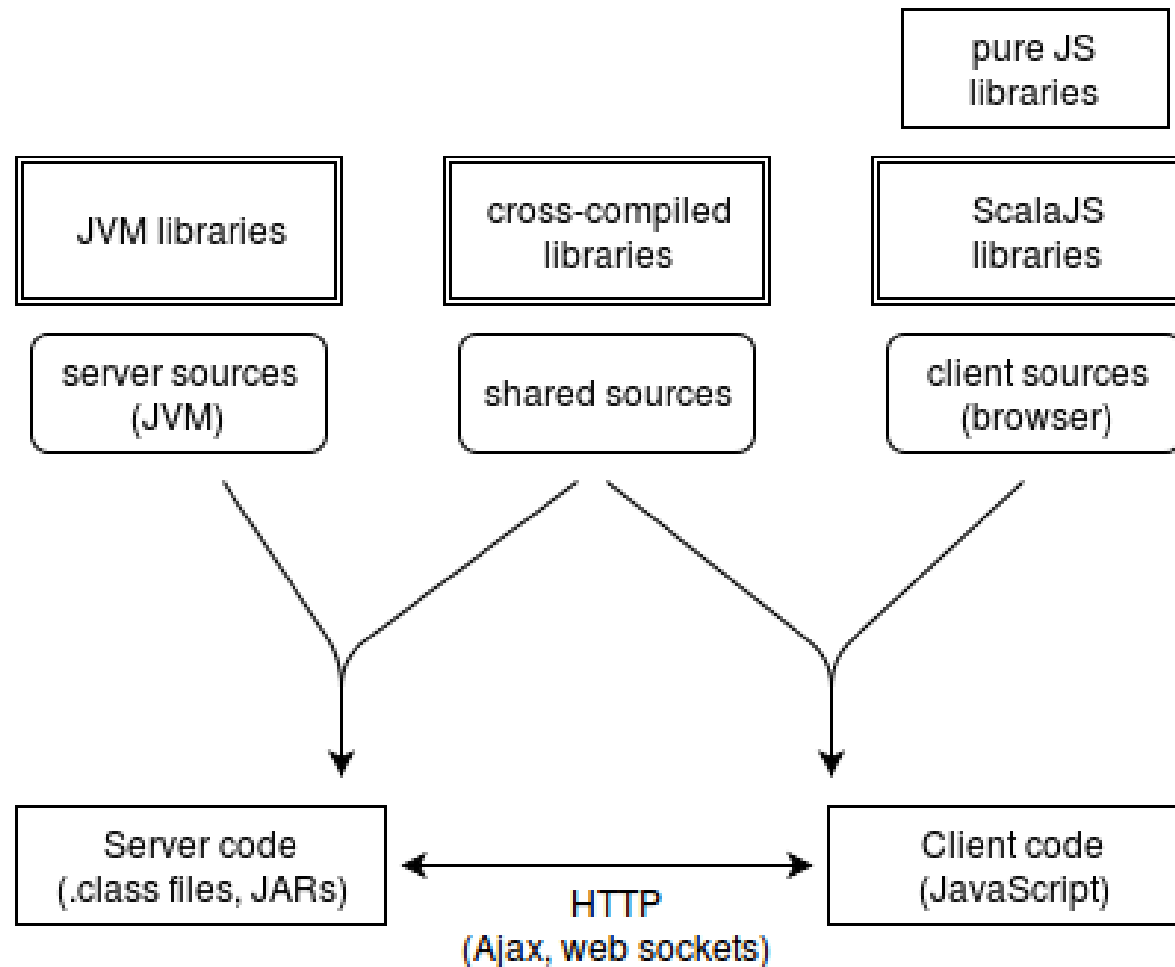 pure JS
libraries
JVM libraries
cross-compiled
libraries
ScalaJS
libraries
server sources
(JVM)
shared sources
client sources
(browser)
Server code
(.class files, JARs)
HTTP
(Ajax, web sockets)
Client code
(JavaScript)